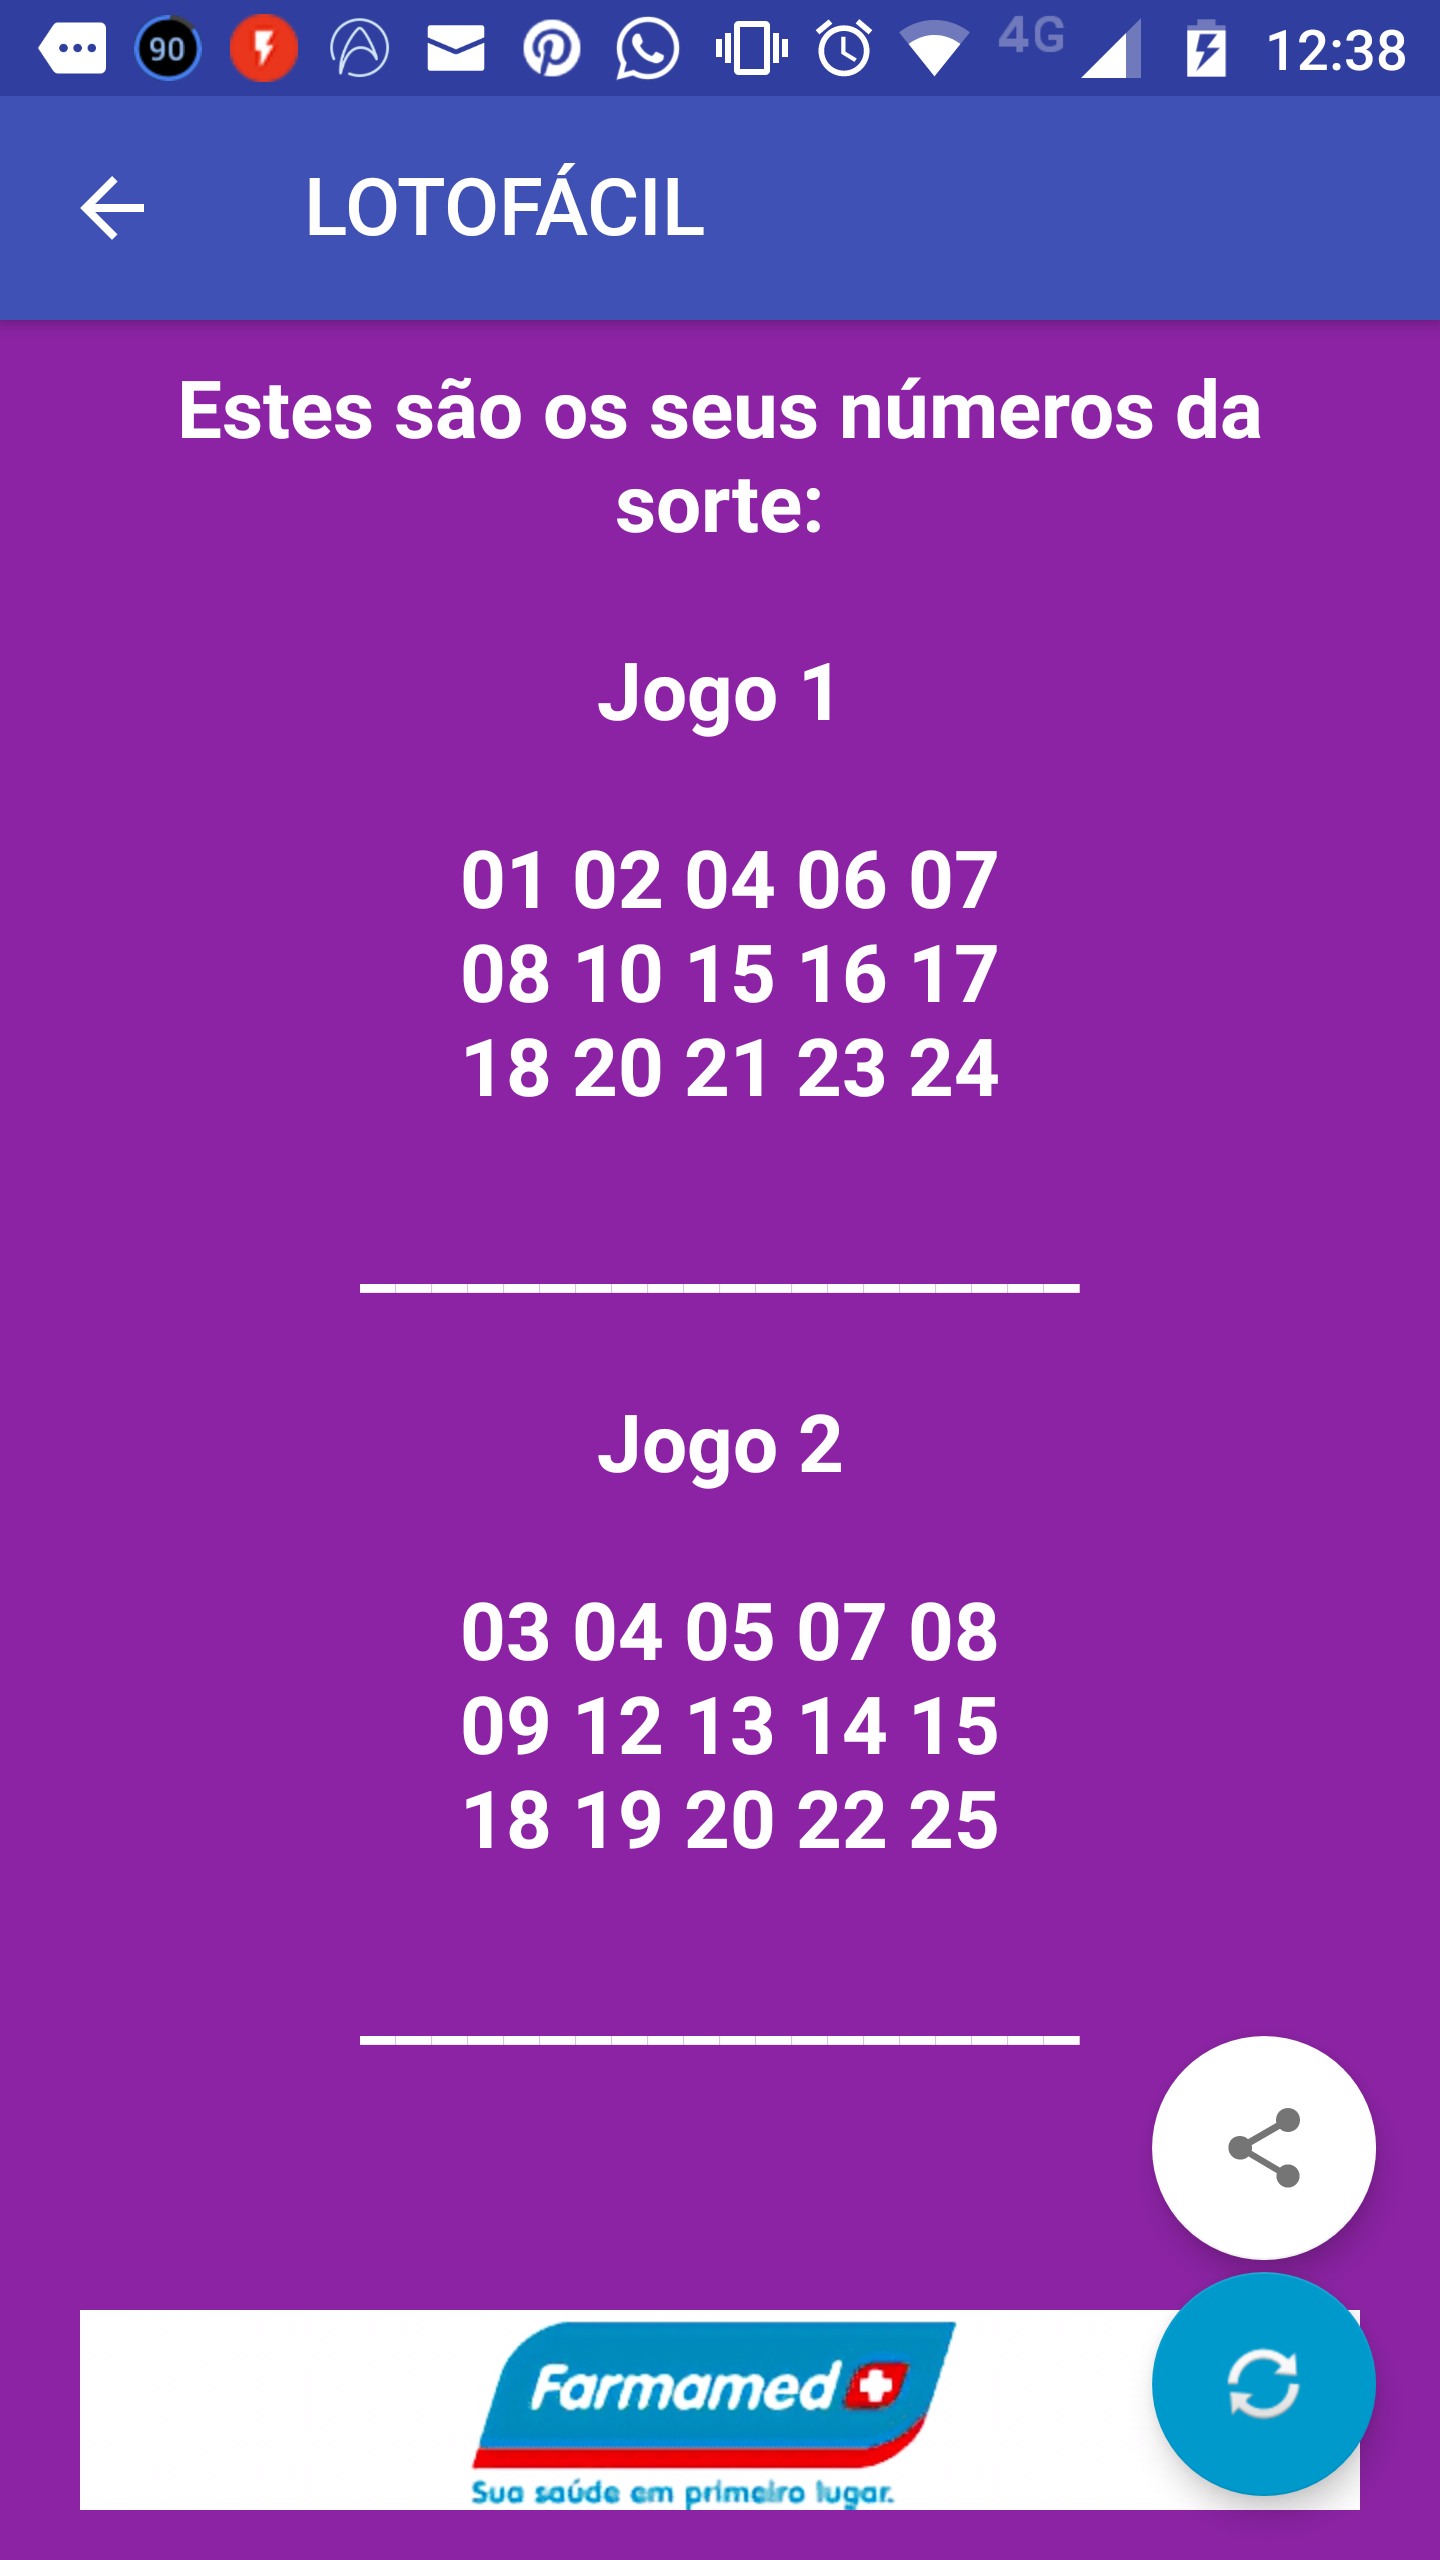 90
4G
12:38
LOTOFÁCIL
Estes são os seus números da
sorte:
Jogo 1
01 02 04 06 07
08 10 15 16 17
18 20 21 23 24
____________________
Jogo 2
03 04 05 07 08
09 12 13 14 15
18 19 20 22 25
____________________
Farmamed
Sua saúde em primeiro lugar.